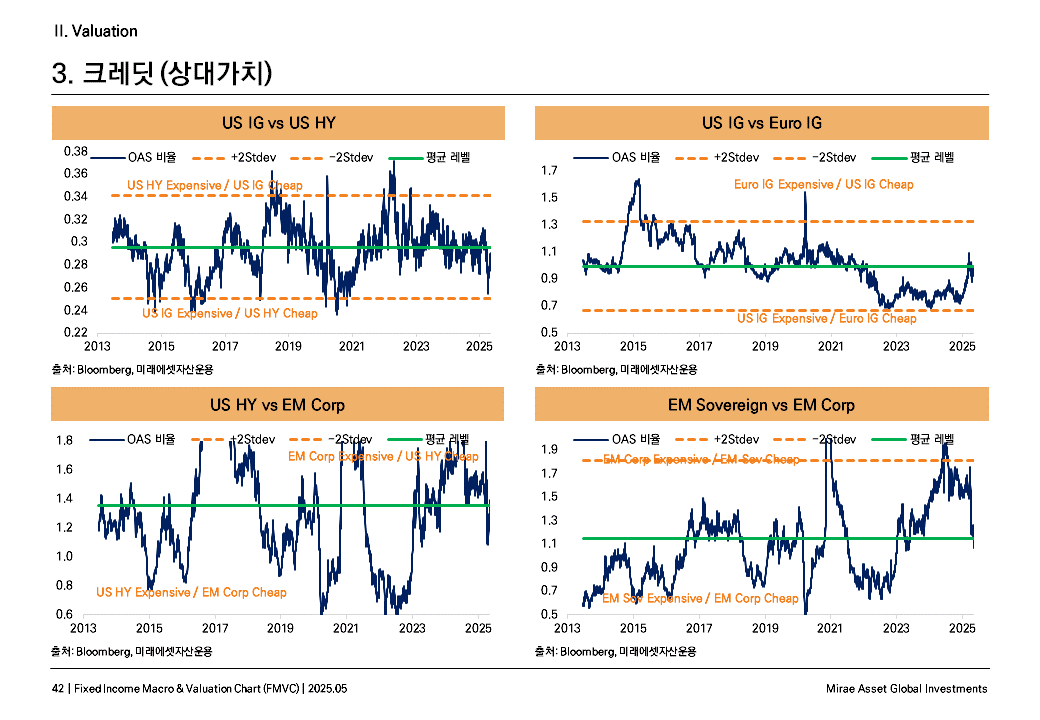 II. Valuation
3. 크레딧 (상대가치)
US IG vs US HY
OAS 비율 +2Stdev -2Stdev 평균 레벨
US HY Expensive / US IG Cheap
US IG Expensive / US HY Cheap
0.38
0.36
0.34
0.32
0.3
0.28
0.26
0.24
0.22
2013 2015 2017 2019 2021 2023 2025
출처: Bloomberg, 미래에셋자산운용
US IG vs Euro IG
OAS 비율 +2Stdev -2Stdev 평균 레벨
Euro IG Expensive / US IG Cheap
US IG Expensive / Euro IG Cheap
1.7
1.5
1.3
1.1
0.9
0.7
0.5
2013 2015 2017 2019 2021 2023 2025
출처: Bloomberg, 미래에셋자산운용
US HY vs EM Corp
OAS 비율 +2Stdev -2Stdev 평균 레벨
EM Corp Expensive / US HY Cheap
US HY Expensive / EM Corp Cheap
1.8
1.6
1.4
1.2
1.0
0.8
0.6
2013 2015 2017 2019 2021 2023 2025
출처: Bloomberg, 미래에셋자산운용
EM Sovereign vs EM Corp
OAS 비율 +2Stdev -2Stdev 평균 레벨
EM Corp Expensive / EM Sov Cheap
EM Sov Expensive / EM Corp Cheap
1.9
1.7
1.5
1.3
1.1
0.9
0.7
0.5
2013 2015 2017 2019 2021 2023 2025
출처: Bloomberg, 미래에셋자산운용
42 | Fixed Income Macro & Valuation Chart (FMVC) | 2025.05
Mirae Asset Global Investments